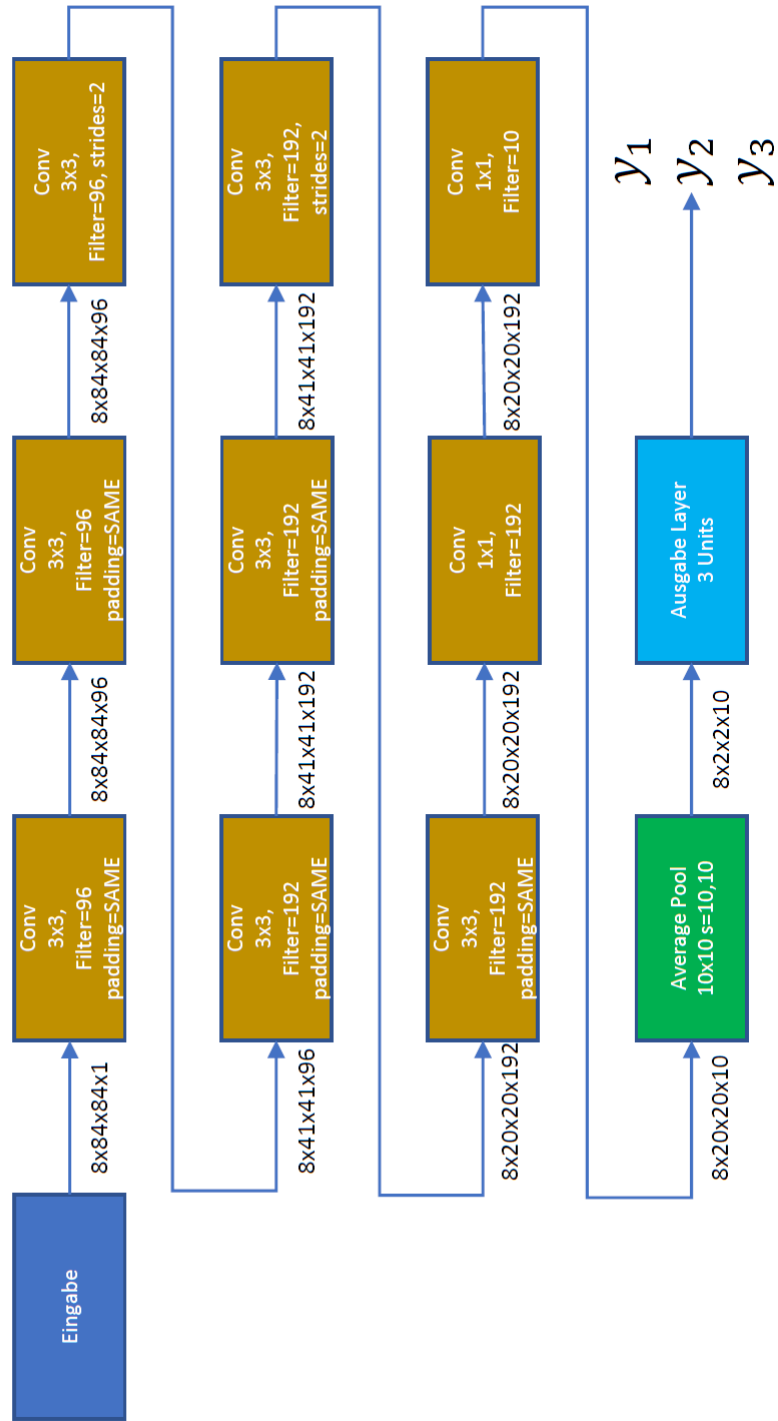 Eingabe
8x84x84x1
Conv
3x3,
Filter=96
padding=SAME
8x84x84x96
Conv
3x3,
Filter=96
padding=SAME
8x84x84x96
Conv
3x3,
Filter=96, strides=2
8x41x41x96
Conv
3x3,
Filter=192
padding=SAME
8x41x41x192
Conv
3x3,
Filter=192
padding=SAME
8x41x41x192
Conv
3x3,
Filter=192,
strides=2
8x20x20x192
Conv
3x3,
Filter=192
padding=SAME
8x20x20x192
Conv
1x1,
Filter=192
8x20x20x192
Conv
1x1,
Filter=10
8x20x20x10
Average Pool
10x10 s=10,10
8x2x2x10
Ausgabe Layer
3 Units
y₁
y₂
y₃